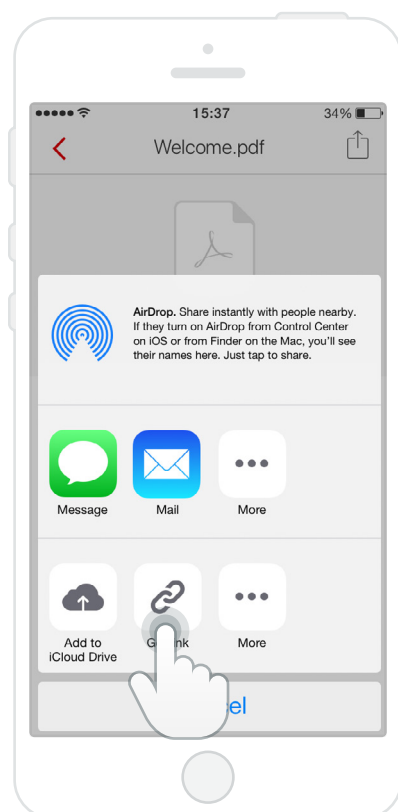 15:37
34%
Welcome.pdf
AirDrop. Share instantly with people nearby.
If they turn on AirDrop from Control Center
on iOS or from Finder on the Mac, you'll see
their names here. Just tap to share.
Message
Mail
More
Add to
iCloud Drive
More